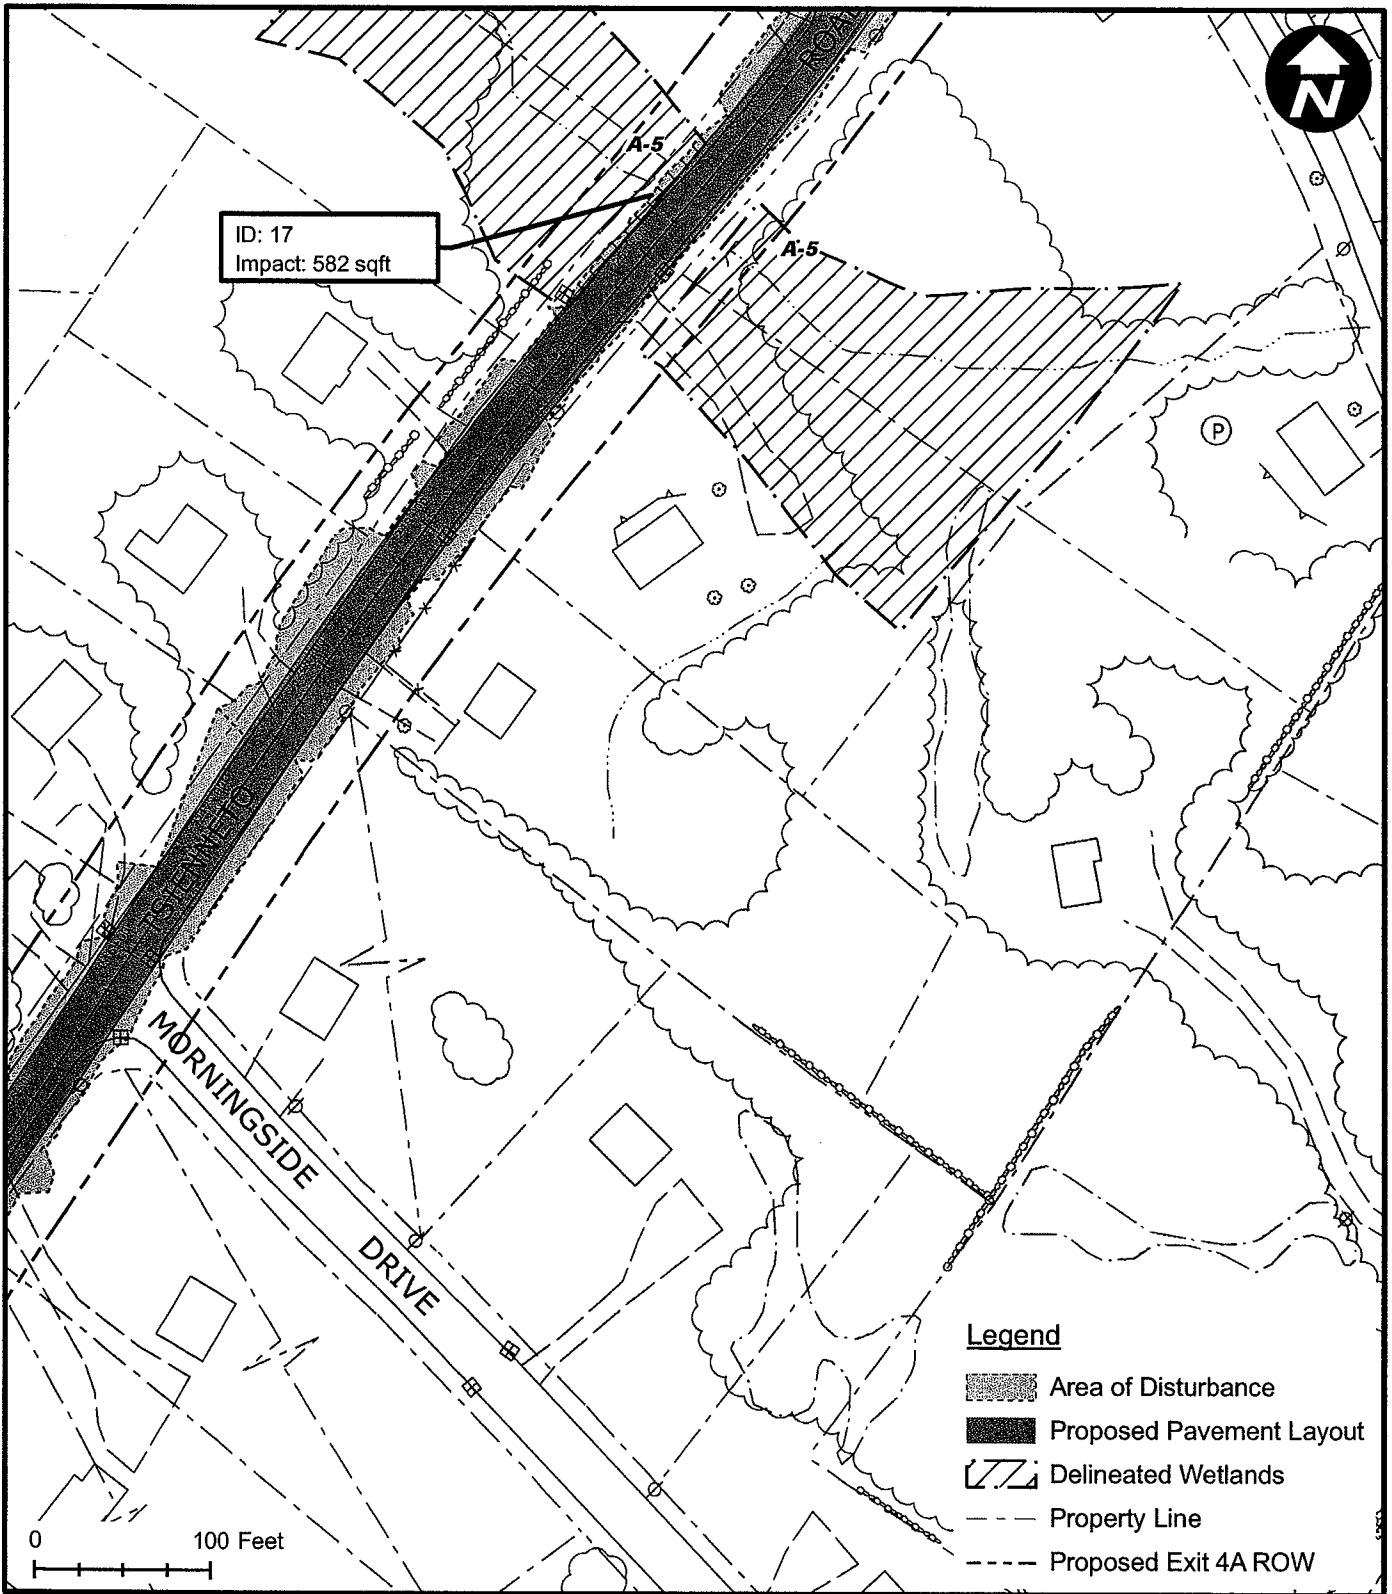 ROAD
N
A-5
ID: 17
Impact: 582 sqft
A-5
P
TSIENNETO
MORNINGSIDE
DRIVE
Legend
Area of Disturbance
Proposed Pavement Layout
Delineated Wetlands
Property Line
Proposed Exit 4A ROW
0 100 Feet